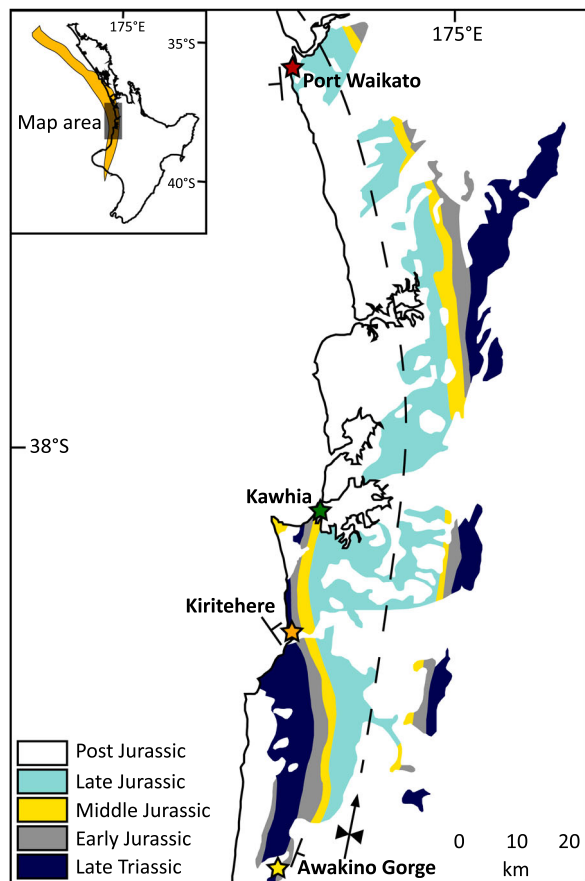 175°E
35°S
Map area
40°S
175°E
Port Waikato
38°S
Kawhia
Kiritehere
Post Jurassic
Late Jurassic
Middle Jurassic
Early Jurassic
Late Triassic
0 10 20
km
Awakino Gorge